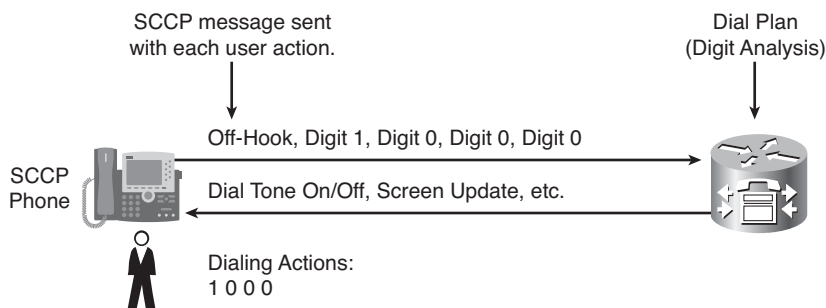 SCCP message sent
with each user action.
Dial Plan
(Digit Analysis)
Off-Hook, Digit 1, Digit 0, Digit 0, Digit 0
SCCP
Phone
Dial Tone On/Off, Screen Update, etc.
Dialing Actions:
1 0 0 0